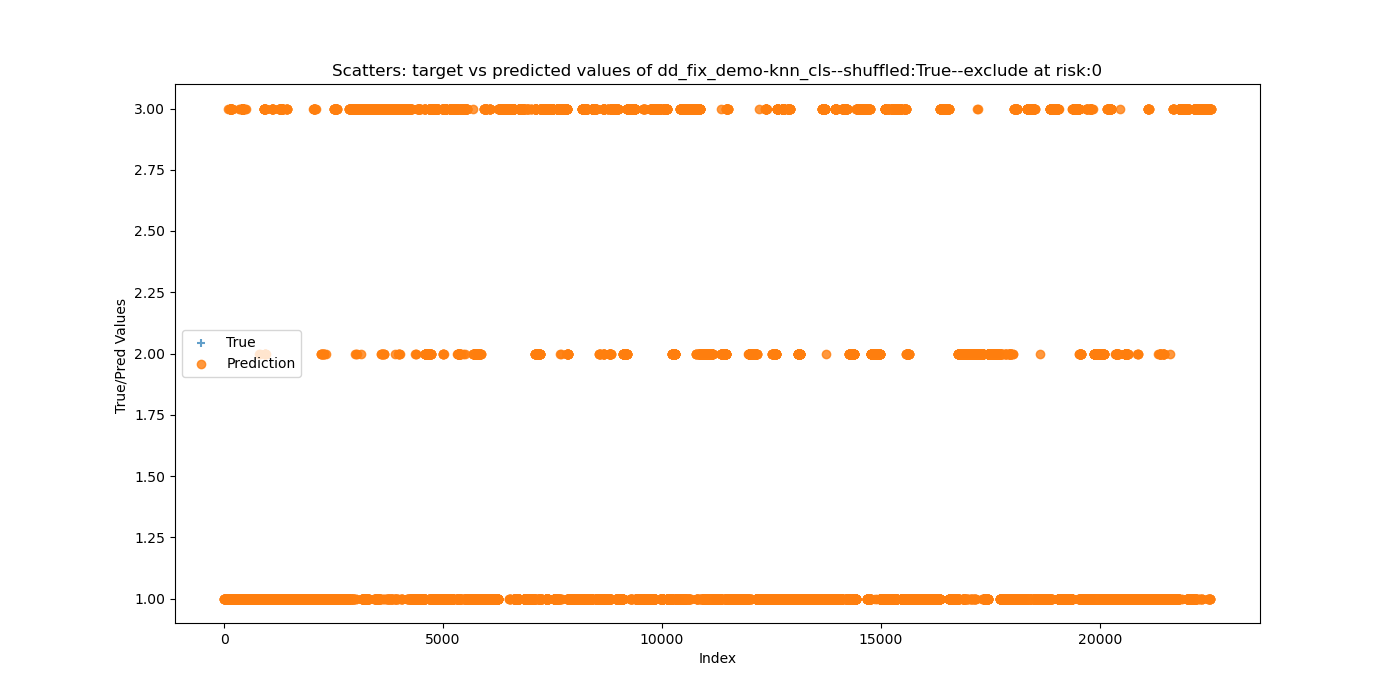 Scatters: target vs predicted values of dd_fix_demo-knn_cls--shuffled:True--exclude at risk:0
3.00
2.75
2.50
2.25
2.00
1.75
1.50
1.25
1.00
True/Pred Values
True
Prediction
0 5000 10000 15000 20000
Index